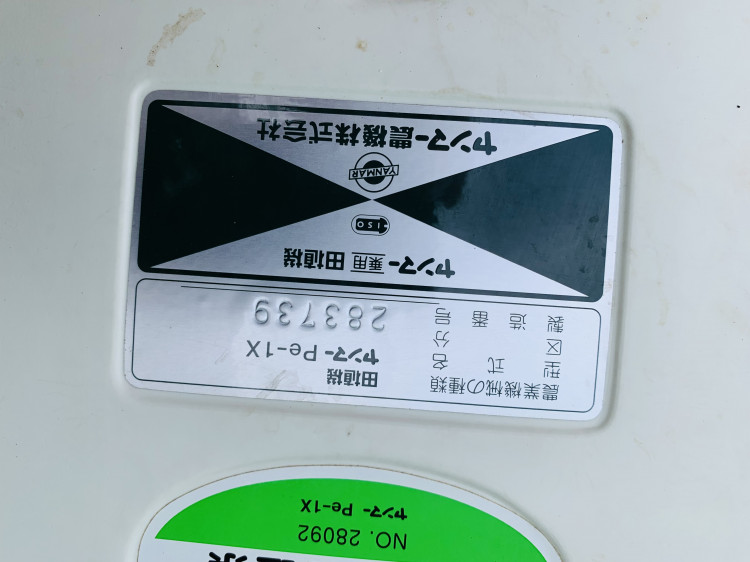 NO. 28092
ヤンマー Pe-1X
農業機械の種類 田植機
型式名 ヤンマー Pe-1X
区分
製造番号 283739
ヤンマー乗用田植機
ISO
YANMAR
ヤンマー農機株式会社